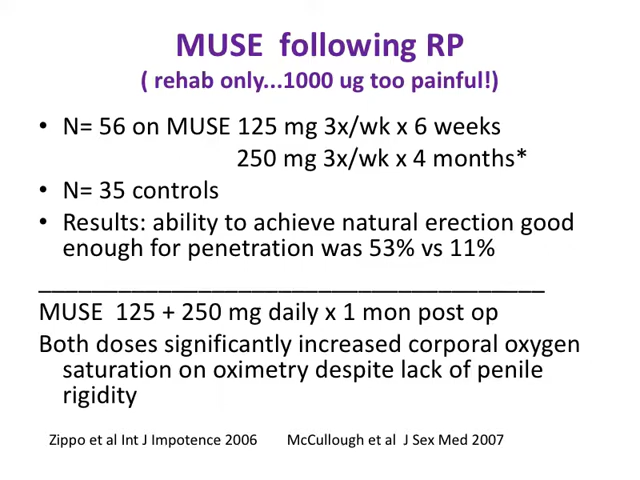 MUSE following RP
( rehab only...1000 ug too painful!)
• N= 56 on MUSE 125 mg 3x/wk x 6 weeks
250 mg 3x/wk x 4 months*
• N= 35 controls
• Results: ability to achieve natural erection good
enough for penetration was 53% vs 11%
MUSE 125 + 250 mg daily x 1 mon post op
Both doses significantly increased corporal oxygen
saturation on oximetry despite lack of penile
rigidity
Zippo et al Int J Impotence 2006 McCullough et al J Sex Med 2007